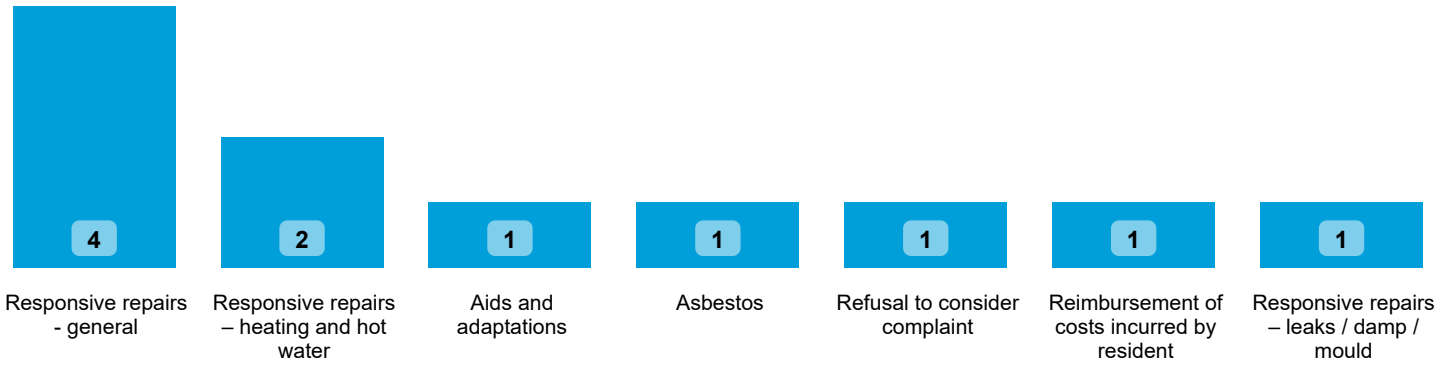 4
2
1
1
1
1
1
Responsive repairs
- general
Responsive repairs
– heating and hot
water
Aids and
adaptations
Asbestos
Refusal to consider
complaint
Reimbursement of
costs incurred by
resident
Responsive repairs
– leaks / damp /
mould